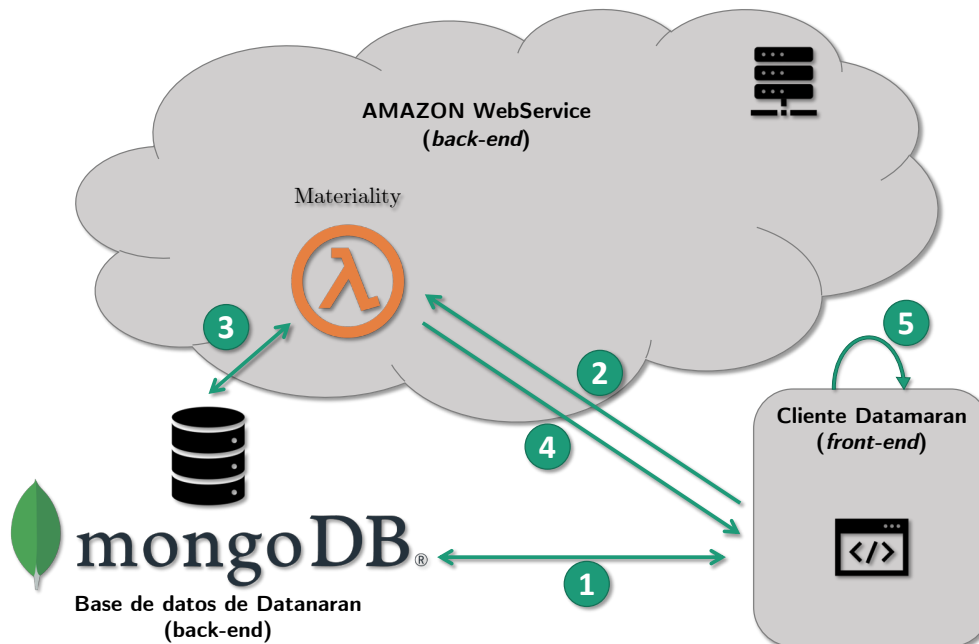 AMAZON WebService
(back-end)
Materiality
λ
3
5
2
Cliente Datamaran
(front-end)
4
</>
mongoDB®
1
Base de datos de Datanaran
(back-end)